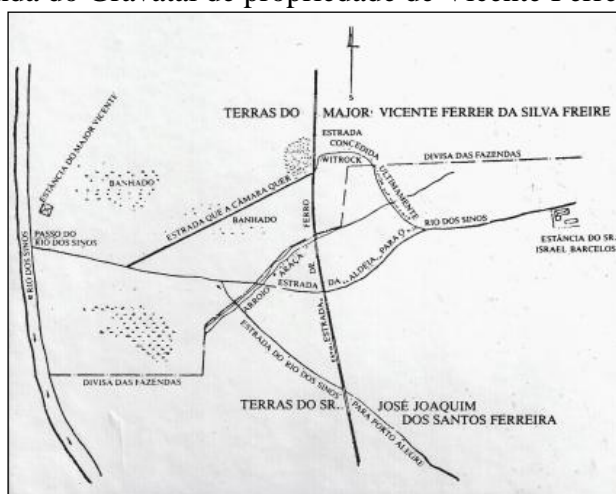 da do Gravataí de propriedade de Vicente Ferre
S
TERRAS DO MAJOR: VICENTE FERRER DA SILVA FREIRE
ESTRADA
CONCEDIDA
ULTIMAMENTE
WITROCK
DIVISA DAS FAZENDAS
ESTÂNCIA DO MAJOR VICENTE
BANHADO
ESTRADA QUE A CÂMARA QUER
BANHADO
PASSO DO
RIO DOS SINOS
RIO DOS SINOS
ARROIO ARAÇÁ
ESTRADA DE FERRO
ESTRADA DA ALDEIA PARA O RIO DOS SINOS
ESTÂNCIA DO SR.
ISRAEL BARCELOS
ESTRADA DO RIO DOS SINOS PARA PORTO ALEGRE
DIVISA DAS FAZENDAS
TERRAS DO SR. JOSÉ JOAQUIM
DOS SANTOS FERREIRA